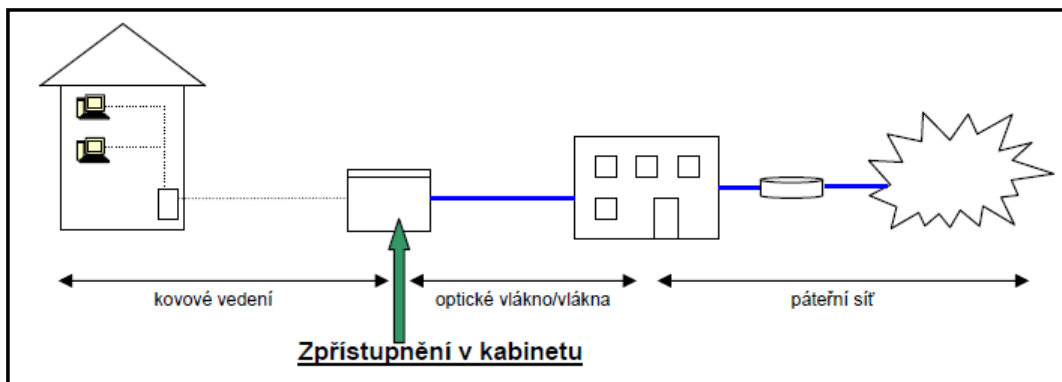 kovové vedení
optické vlákno/vlákna
páteřní síť
Zpřístupnění v kabinetu